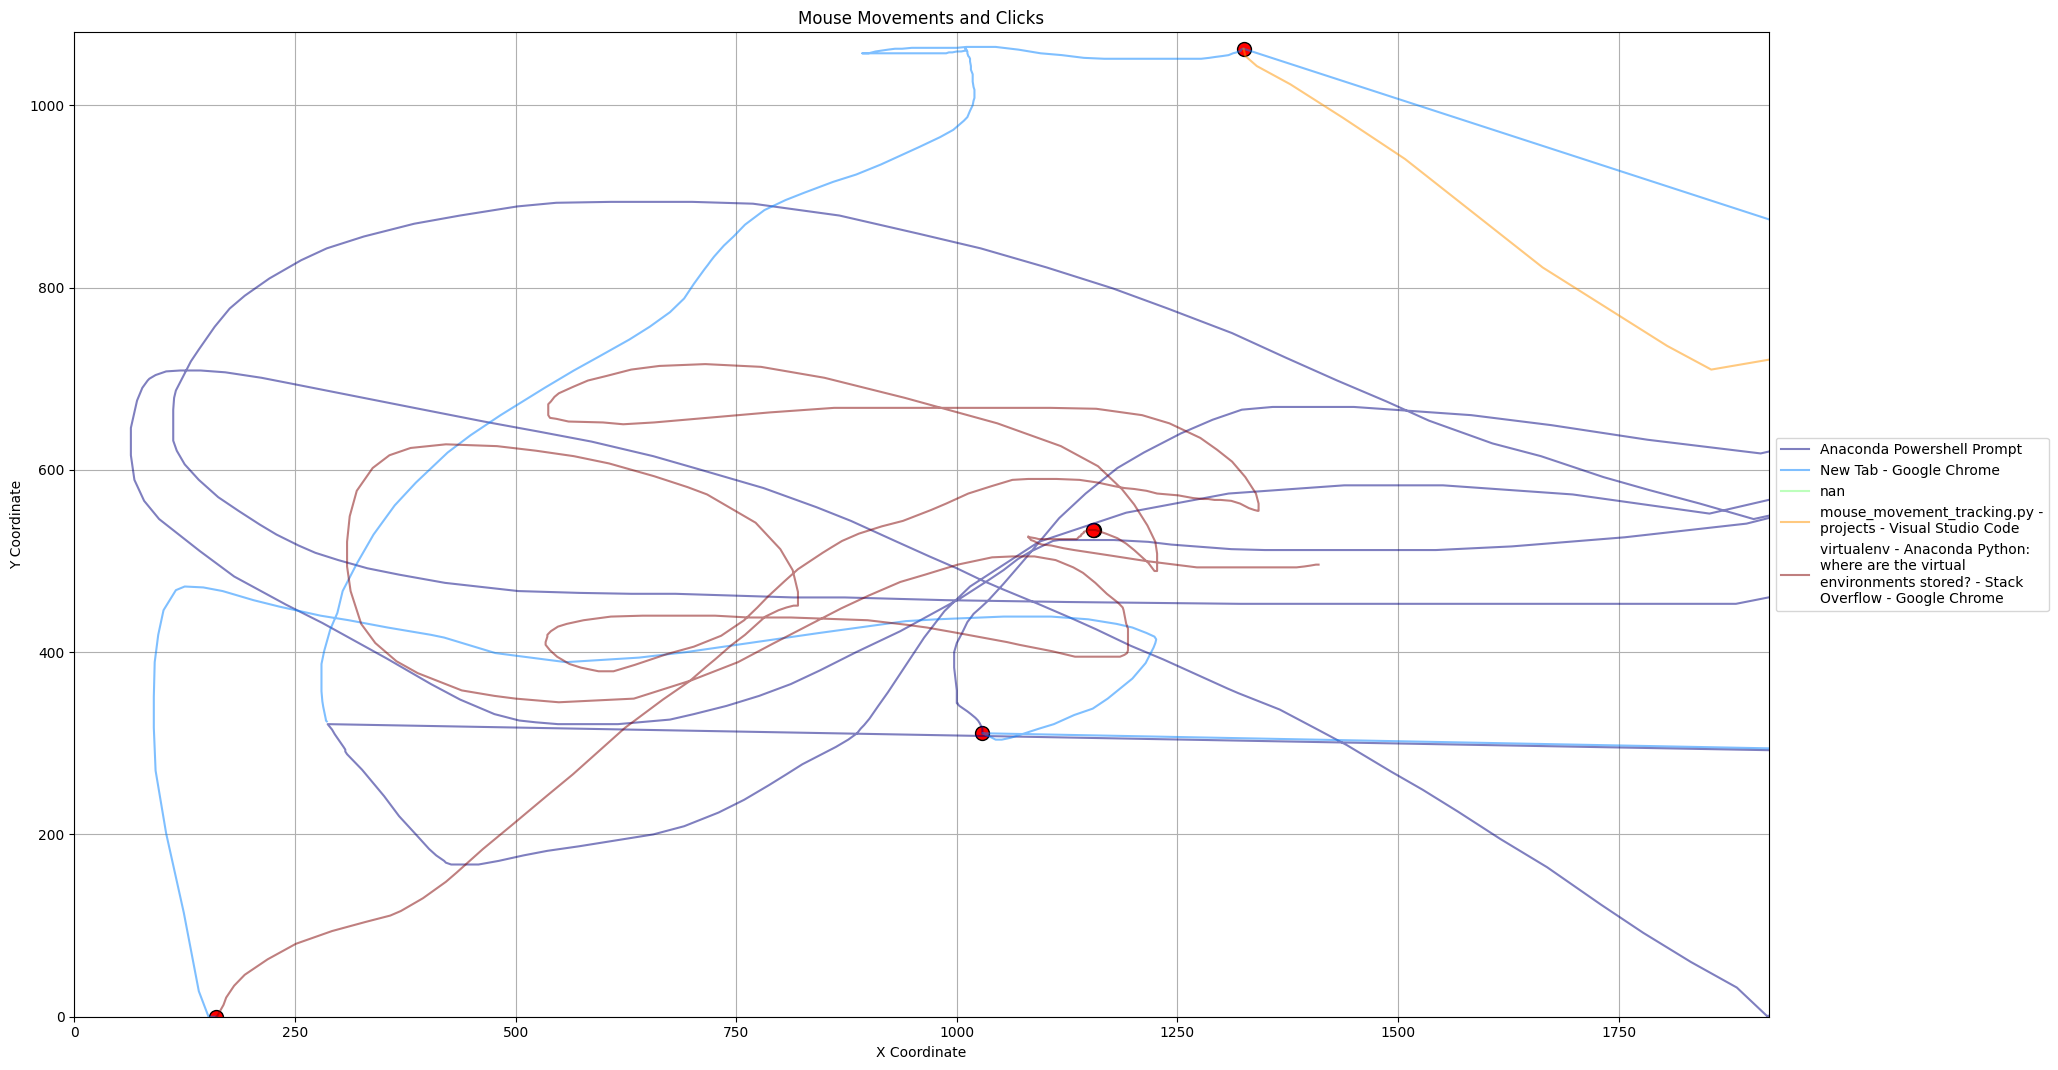 Mouse Movements and Clicks
1000
800
600
400
200
0
Y Coordinate
0 250 500 750 1000 1250 1500 1750
X Coordinate
Anaconda Powershell Prompt
New Tab - Google Chrome
nan
mouse_movement_tracking.py -
projects - Visual Studio Code
virtualenv - Anaconda Python:
where are the virtual
environments stored? - Stack
Overflow - Google Chrome